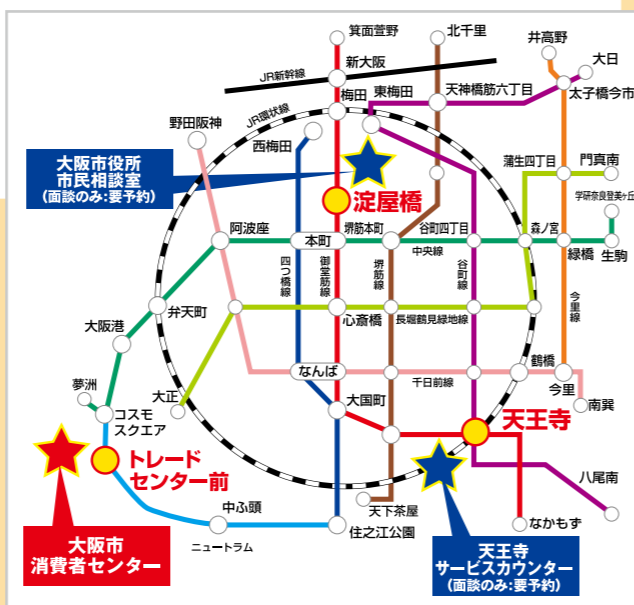 箕面萱野
北千里
井高野
大日
新大阪
JR新幹線
太子橋今市
梅田
東梅田
天神橋筋六丁目
JR環状線
野田阪神
西梅田
大阪市役所
市民相談室
(面談のみ:要予約)
蒲生四丁目
門真南
淀屋橋
学研奈良登美ヶ丘
阿波座
本町
堺筋本町
谷町四丁目
森ノ宮
中央線
緑橋
生駒
四つ橋線
御堂筋線
堺筋線
谷町線
今里線
弁天町
心斎橋
長堀鶴見緑地線
大阪港
なんば
千日前線
鶴橋
今里
南巽
夢洲
大正
大国町
コスモ
スクエア
天王寺
トレード
センター前
八尾南
天下茶屋
なかもず
中ふ頭
ニュートラム
住之江公園
大阪市
消費者センター
天王寺
サービスカウンター
(面談のみ:要予約)